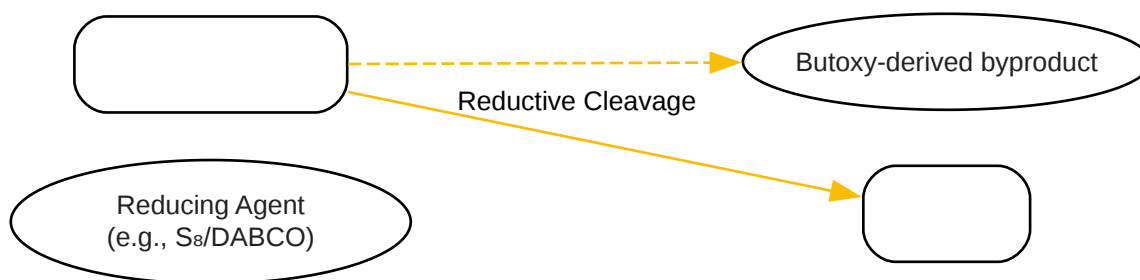 Butoxy-derived byproduct
Reductive Cleavage
Reducing Agent
(e.g., S₈/DABCO)